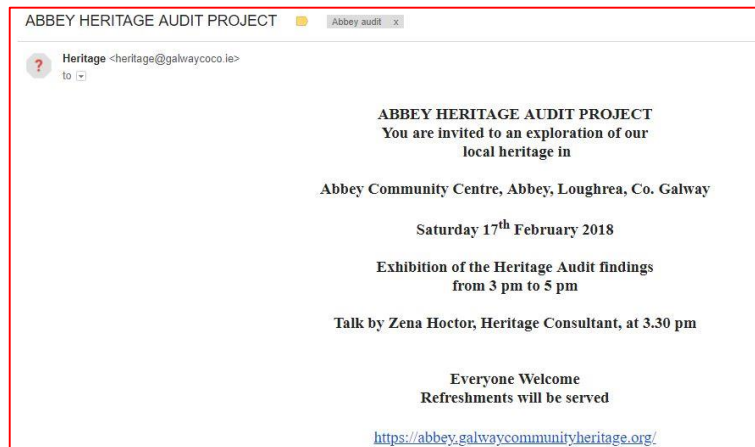 ABBEY HERITAGE AUDIT PROJECT Abbey audit x
?
Heritage <heritage@galwaycoco.ie>
to
ABBEY HERITAGE AUDIT PROJECT
You are invited to an exploration of our
local heritage in
Abbey Community Centre, Abbey, Loughrea, Co. Galway
Saturday 17th February 2018
Exhibition of the Heritage Audit findings
from 3 pm to 5 pm
Talk by Zena Hoctor, Heritage Consultant, at 3.30 pm
Everyone Welcome
Refreshments will be served
https://abbey.galwaycommunityheritage.org/